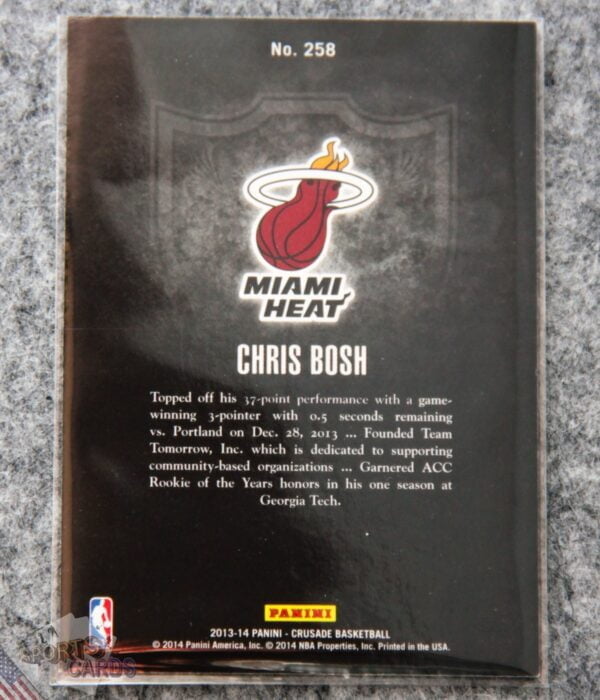 No. 258
MIAMI
HEAT
CHRIS BOSH
Topped off his 37-point performance with a game-
winning 3-pointer with 0.5 seconds remaining
vs. Portland on Dec. 28, 2013 ... Founded Team
Tomorrow, Inc. which is dedicated to supporting
community-based organizations ... Garnered ACC
Rookie of the Years honors in his one season at
Georgia Tech.
PANINI
2013-14 PANINI - CRUSADE BASKETBALL
© 2014 Panini America, Inc. © 2014 NBA Properties, Inc. Printed in the USA.
SPORTS
CARDS